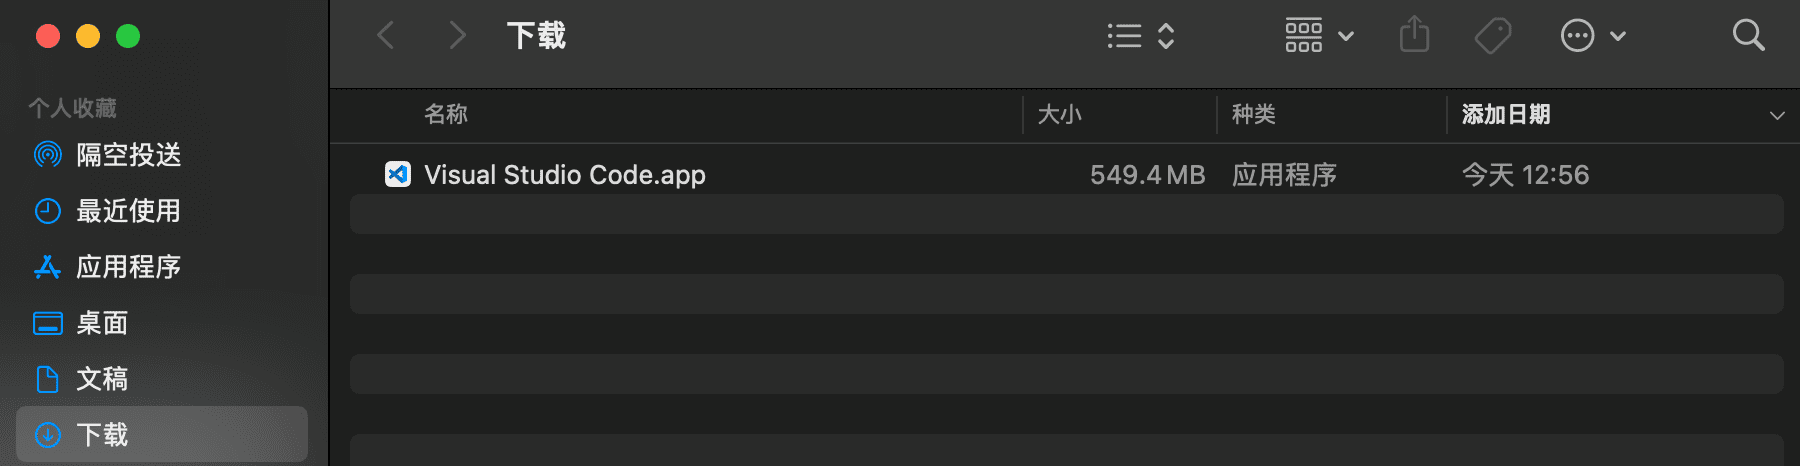 下载
个人收藏
隔空投送
最近使用
应用程序
桌面
文稿
下载
名称 大小 种类 添加日期
Visual Studio Code.app 549.4 MB 应用程序 今天 12:56